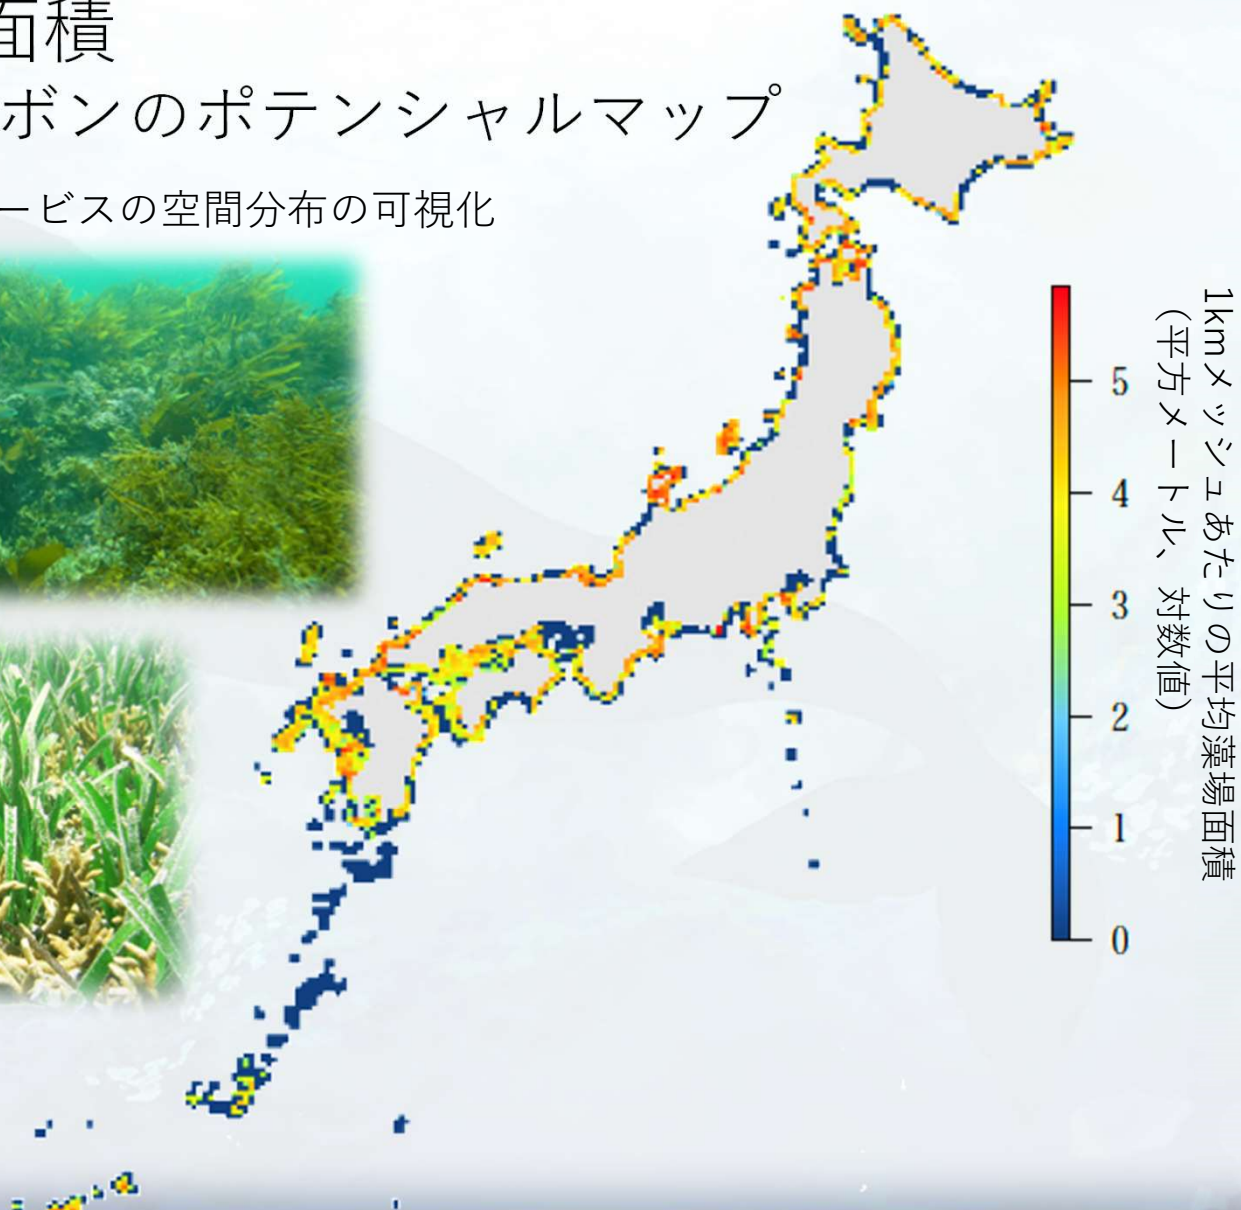 面積
ボンのポテンシャルマップ
ービスの空間分布の可視化
1kmメッシュあたりの平均藻場面積
（平方メートル、対数値）
5
4
3
2
1
0